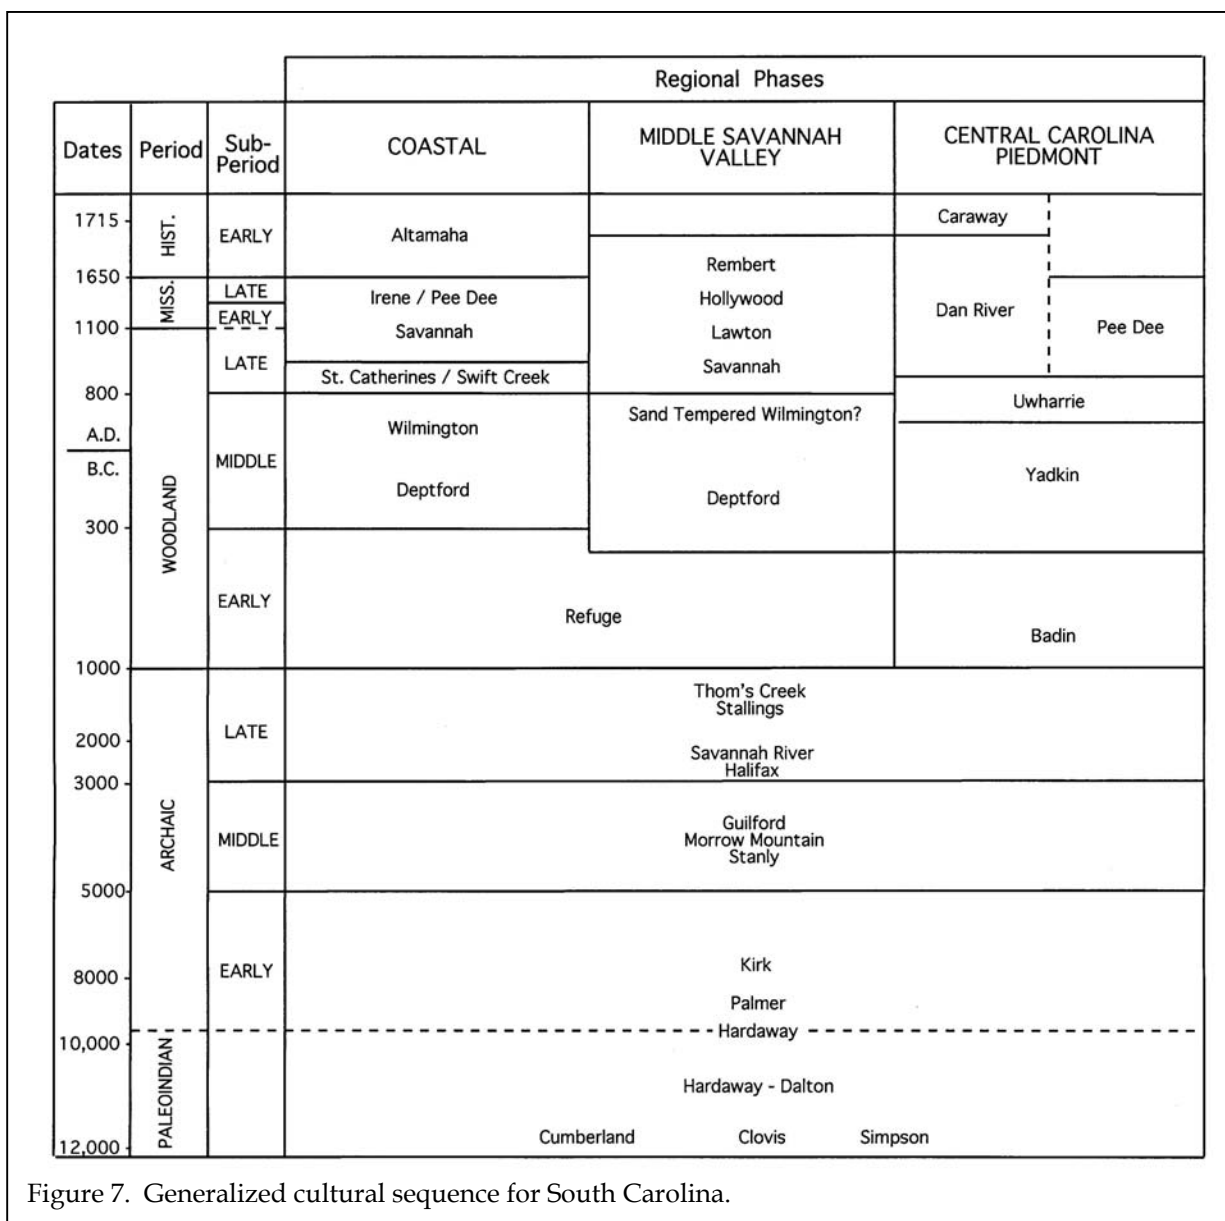 Regional Phases
Dates
Period
Sub-
Period
COASTAL
MIDDLE SAVANNAH
VALLEY
CENTRAL CAROLINA
PIEDMONT
1715
HIST.
EARLY
Altamaha
Caraway
1650
Rembert
MISS.
LATE
Irene / Pee Dee
Hollywood
Dan River
EARLY
1100
Savannah
Lawton
Pee Dee
LATE
Savannah
St. Catherines / Swift Creek
800
Sand Tempered Wilmington?
Uwharrie
A.D.
Wilmington
B.C.
WOODLAND
MIDDLE
Yadkin
Deptford
Deptford
300
EARLY
Refuge
Badin
1000
Thom's Creek
Stallings
LATE
2000
Savannah River
Halifax
3000
ARCHAIC
MIDDLE
Guilford
Morrow Mountain
Stanly
5000
Kirk
8000
EARLY
Palmer
Hardaway
10,000
PALEOINDIAN
Hardaway - Dalton
12,000
Cumberland
Clovis
Simpson
Figure 7. Generalized cultural sequence for South Carolina.